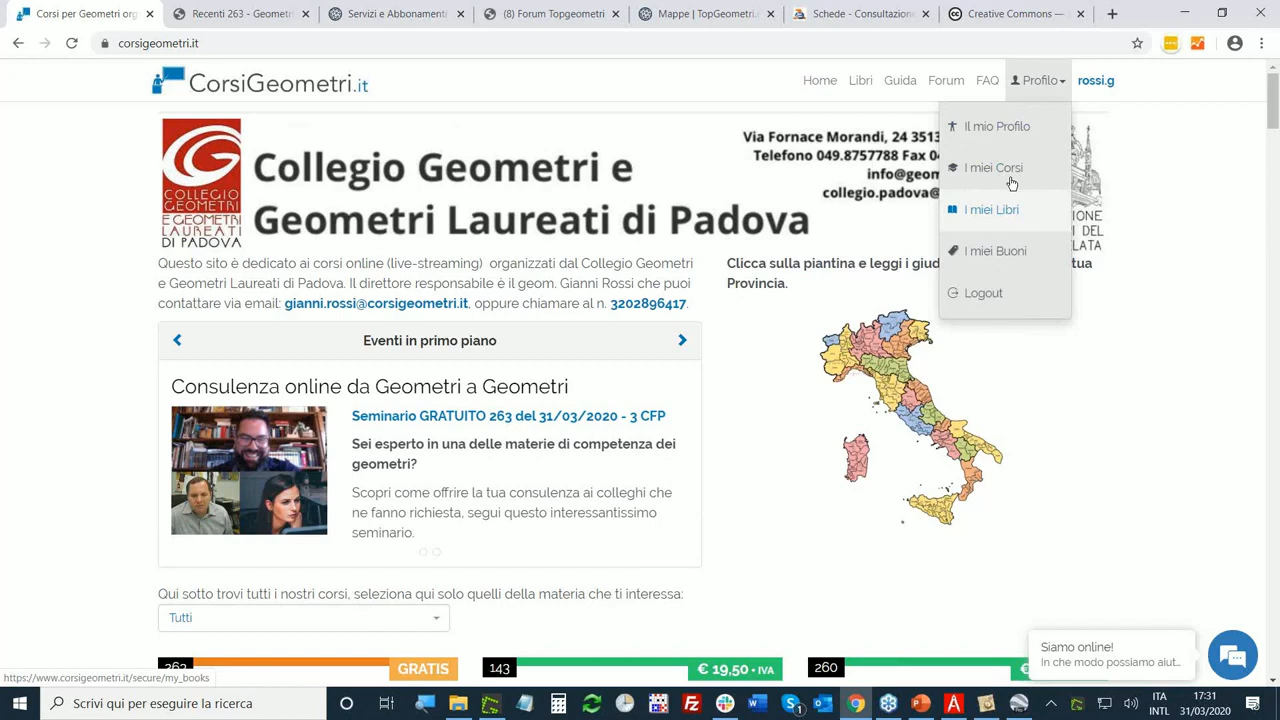 Corsi per Geometri
Recenti 263 - Geometri
Servizi e Abbonamenti
(8) Forum Topgeometri
Mappe | TopGeometri.
Schede - Consultazion
Creative Commons —
corsigeometri.it
CorsiGeometri.it
Home
Libri
Guida
Forum
FAQ
Profilo
rossi.g
Il mio Profilo
I miei Corsi
I miei Libri
I miei Buoni
Logout
COLLEGIO
GEOMETRI
E GEOMETRI
LAUREATI
DI PADOVA
Collegio Geometri e
Geometri Laureati di Padova
Via Fornace Morandi, 24 3513
Telefono 049.8757788 Fax 04
info@geom
collegio.padova@
IONE
I DEL
LATA
Questo sito è dedicato ai corsi online (live-streaming) organizzati dal Collegio Geometri
e Geometri Laureati di Padova. Il direttore responsabile è il geom. Gianni Rossi che puoi
contattare via email: gianni.rossi@corsigeometri.it, oppure chiamare al n. 3202896417.
Clicca sulla piantina e leggi i giud
tua
Provincia.
Eventi in primo piano
Consulenza online da Geometri a Geometri
Seminario GRATUITO 263 del 31/03/2020 - 3 CFP
Sei esperto in una delle materie di competenza dei
geometri?
Scopri come offrire la tua consulenza ai colleghi che
ne fanno richiesta, segui questo interessantissimo
seminario.
Qui sotto trovi tutti i nostri corsi, seleziona qui solo quelli della materia che ti interessa:
Tutti
263
GRATIS
143
€ 19,50 + IVA
260
€
Siamo online!
In che modo possiamo aiut...
https://www.corsigeometri.it/secure/my_books
Scrivi qui per eseguire la ricerca
ITA
INTL
17:31
31/03/2020